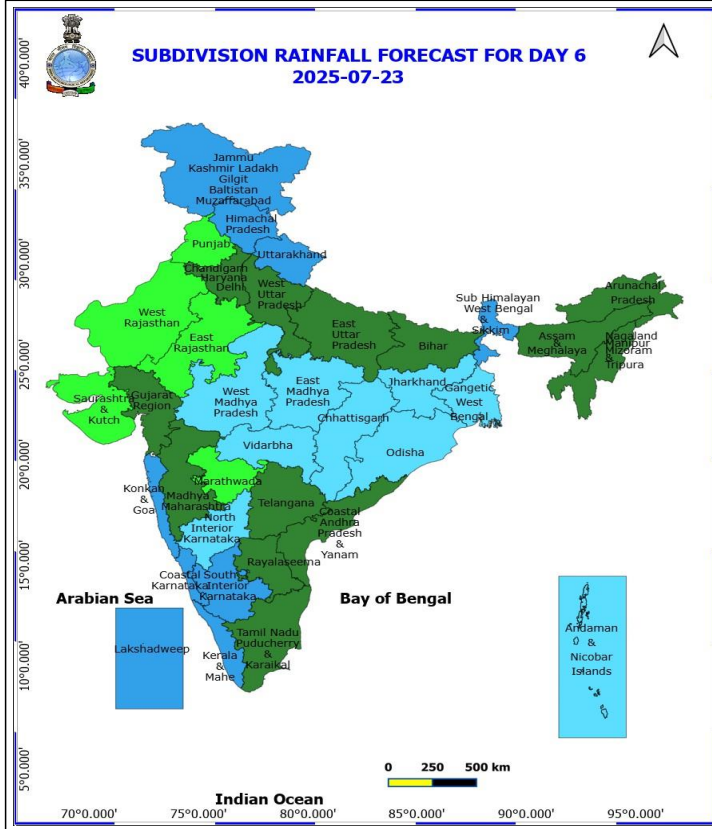 SUBDIVISION RAINFALL FORECAST FOR DAY 6
2025-07-23
40°0.000'
35°0.000'
30°0.000'
25°0.000'
20°0.000'
15°0.000'
10°0.000'
5°0.000'
Jammu
Kashmir Ladakh
Gilgit
Baltistan
Muzaffarabad
Himachal
Pradesh
Punjab
Uttarakhand
Chandigarh
Haryana
Delhi
West
Uttar
Pradesh
West
Rajasthan
East
Rajasthan
East
Uttar
Pradesh
Bihar
Sub Himalayan
West Bengal
&
Sikkim
Arunachal
Pradesh
Assam
&
Meghalaya
Nagaland
Manipur
Mizoram
&
Tripura
Saurashtra
&
Kutch
Gujarat
Region
West
Madhya
Pradesh
East
Madhya
Pradesh
Jharkhand
Gangetic
West
Bengal
Chhattisgarh
Vidarbha
Odisha
Konkan
&
Goa
Madhya
Maharashtra
Marathwada
Telangana
North
Interior
Karnataka
Coastal
Andhra
Pradesh
&
Yanam
Rayalaseema
Coastal
Karnataka
South
Interior
Karnataka
Arabian Sea
Bay of Bengal
Lakshadweep
Kerala
&
Mahe
Tamil Nadu
Puducherry
&
Karaikal
Andaman
&
Nicobar
Islands
0 250 500 km
Indian Ocean
70°0.000' 75°0.000' 80°0.000' 85°0.000' 90°0.000' 95°0.000'